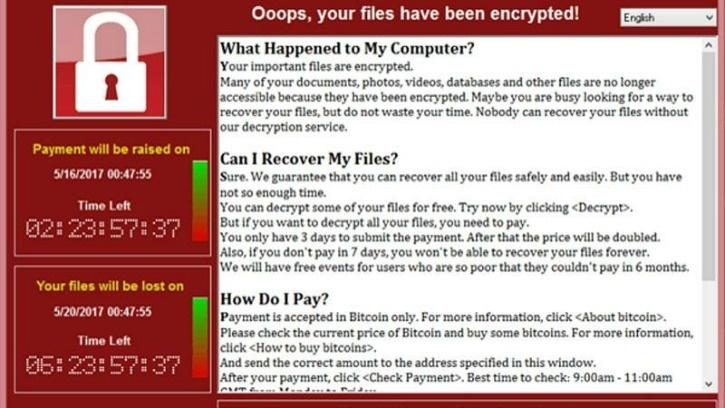 Ooops, your files have been encrypted!
English
Payment will be raised on
5/16/2017 00:47:55
Time Left
02:23:57:37
Your files will be lost on
5/20/2017 00:47:55
Time Left
06:23:57:37
What Happened to My Computer?
Your important files are encrypted.
Many of your documents, photos, videos, databases and other files are no longer
accessible because they have been encrypted. Maybe you are busy looking for a way to
recover your files, but do not waste your time. Nobody can recover your files without
our decryption service.
Can I Recover My Files?
Sure. We guarantee that you can recover all your files safely and easily. But you have
not so enough time.
You can decrypt some of your files for free. Try now by clicking <Decrypt>.
But if you want to decrypt all your files, you need to pay.
You only have 3 days to submit the payment. After that the price will be doubled.
Also, if you don't pay in 7 days, you won't be able to recover your files forever.
We will have free events for users who are so poor that they couldn't pay in 6 months.
How Do I Pay?
Payment is accepted in Bitcoin only. For more information, click <About bitcoin>.
Please check the current price of Bitcoin and buy some bitcoins. For more information,
click <How to buy bitcoins>.
And send the correct amount to the address specified in this window.
After your payment, click <Check Payment>. Best time to check: 9:00am - 11:00am
GMT from Monday to Friday